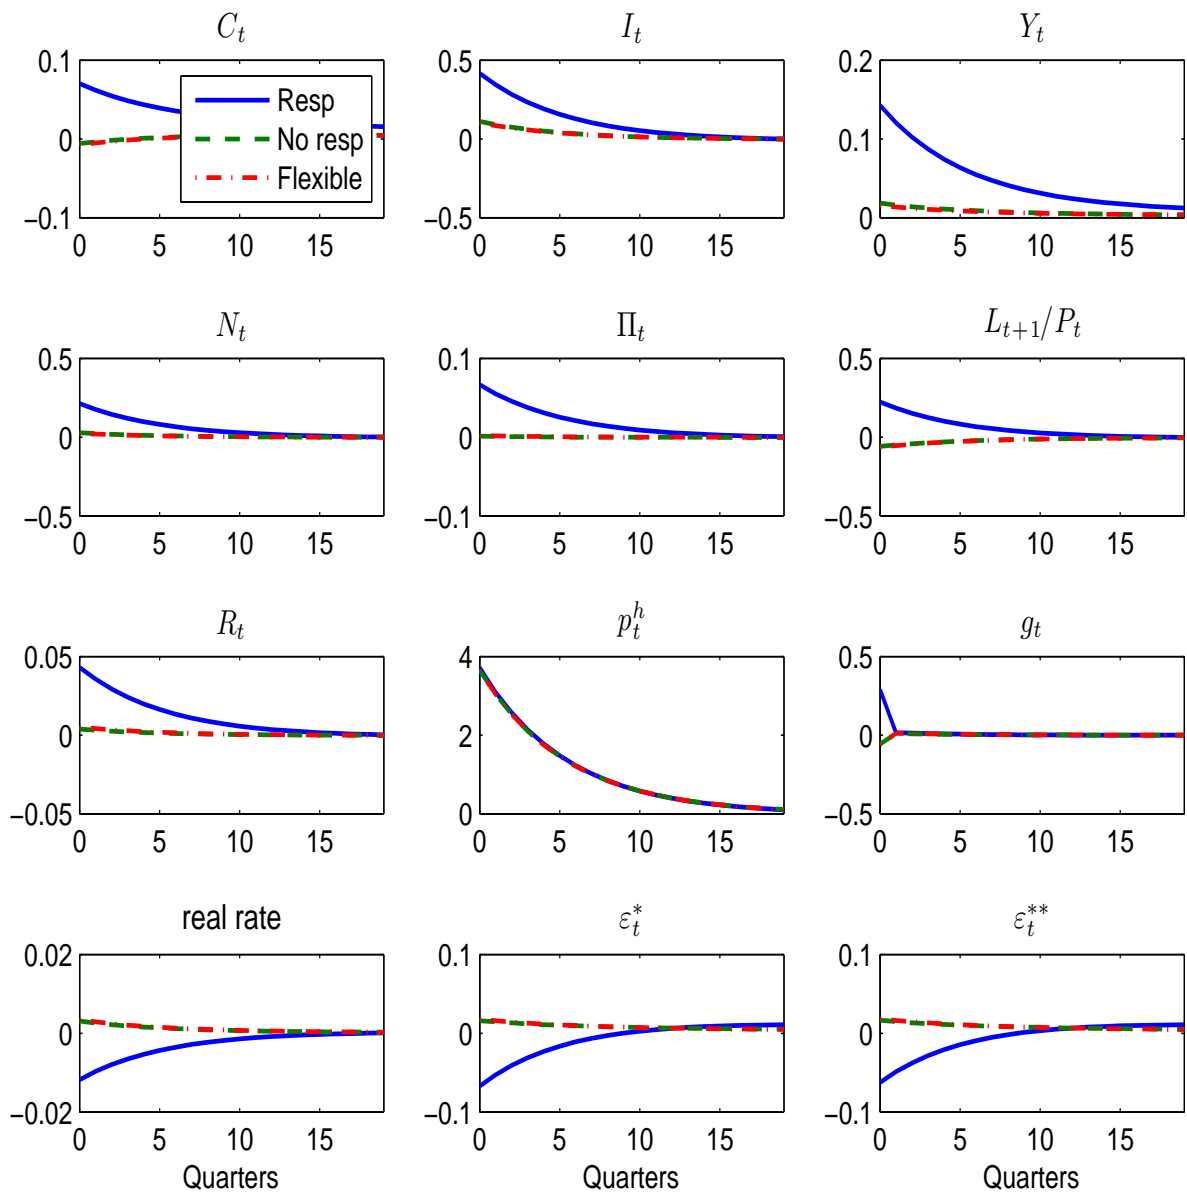 C_t I_t Y_t
0.1 0.5 0.2
Resp
No resp
Flexible
0 0 0.1
−0.1 −0.5 0
0 5 10 15 0 5 10 15 0 5 10 15
N_t Π_t L_{t+1}/P_t
0.5 0.1 0.5
0 0 0
−0.5 −0.1 −0.5
0 5 10 15 0 5 10 15 0 5 10 15
R_t p_t^h g_t
0.05 4 0.5
0 2 0
−0.05 0 −0.5
0 5 10 15 0 5 10 15 0 5 10 15
real rate ε_t^* ε_t^{**}
0.02 0.1 0.1
0 0 0
−0.02 −0.1 −0.1
0 5 10 15 0 5 10 15 0 5 10 15
Quarters Quarters Quarters